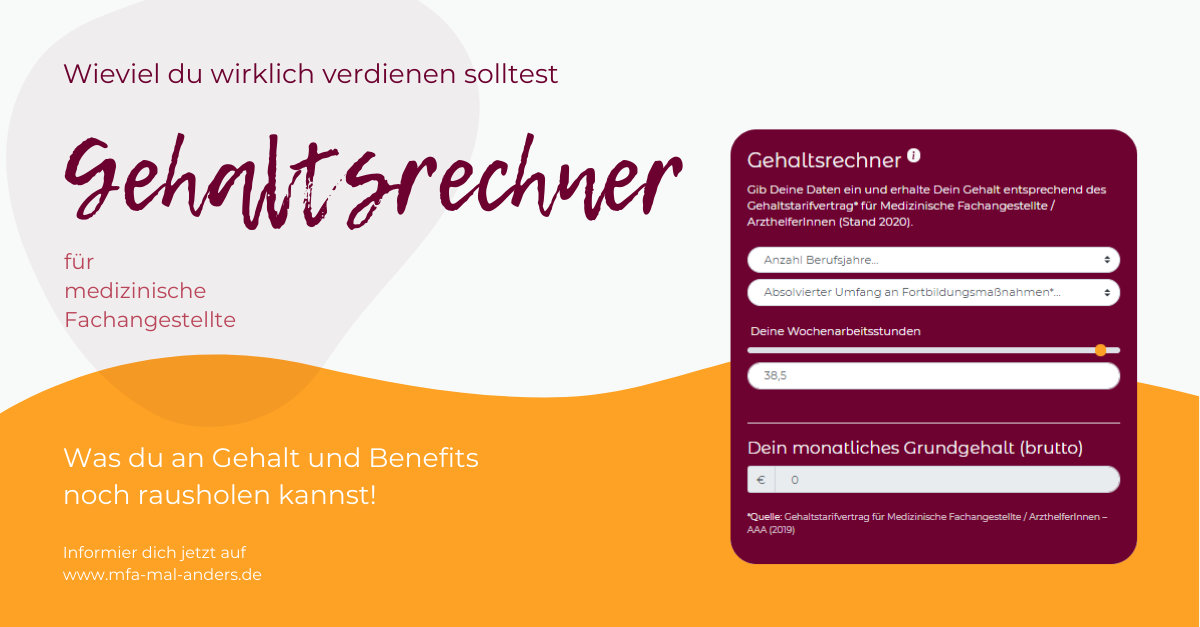 Wieviel du wirklich verdienen solltest
Gehaltsrechner
für
medizinische
Fachangestellte
Was du an Gehalt und Benefits
noch rausholen kannst!
Informier dich jetzt auf
www.mfa-mal-anders.de
Gehaltsrechner i
Gib Deine Daten ein und erhalte Dein Gehalt entsprechend des
Gehaltstarifvertrag* für Medizinische Fachangestellte /
ArzthelferInnen (Stand 2020).
Anzahl Berufsjahre...
Absolvierter Umfang an Fortbildungsmaßnahmen*...
Deine Wochenarbeitsstunden
38,5
Dein monatliches Grundgehalt (brutto)
€ 0
*Quelle: Gehaltstarifvertrag für Medizinische Fachangestellte / ArzthelferInnen –
AAA (2019)